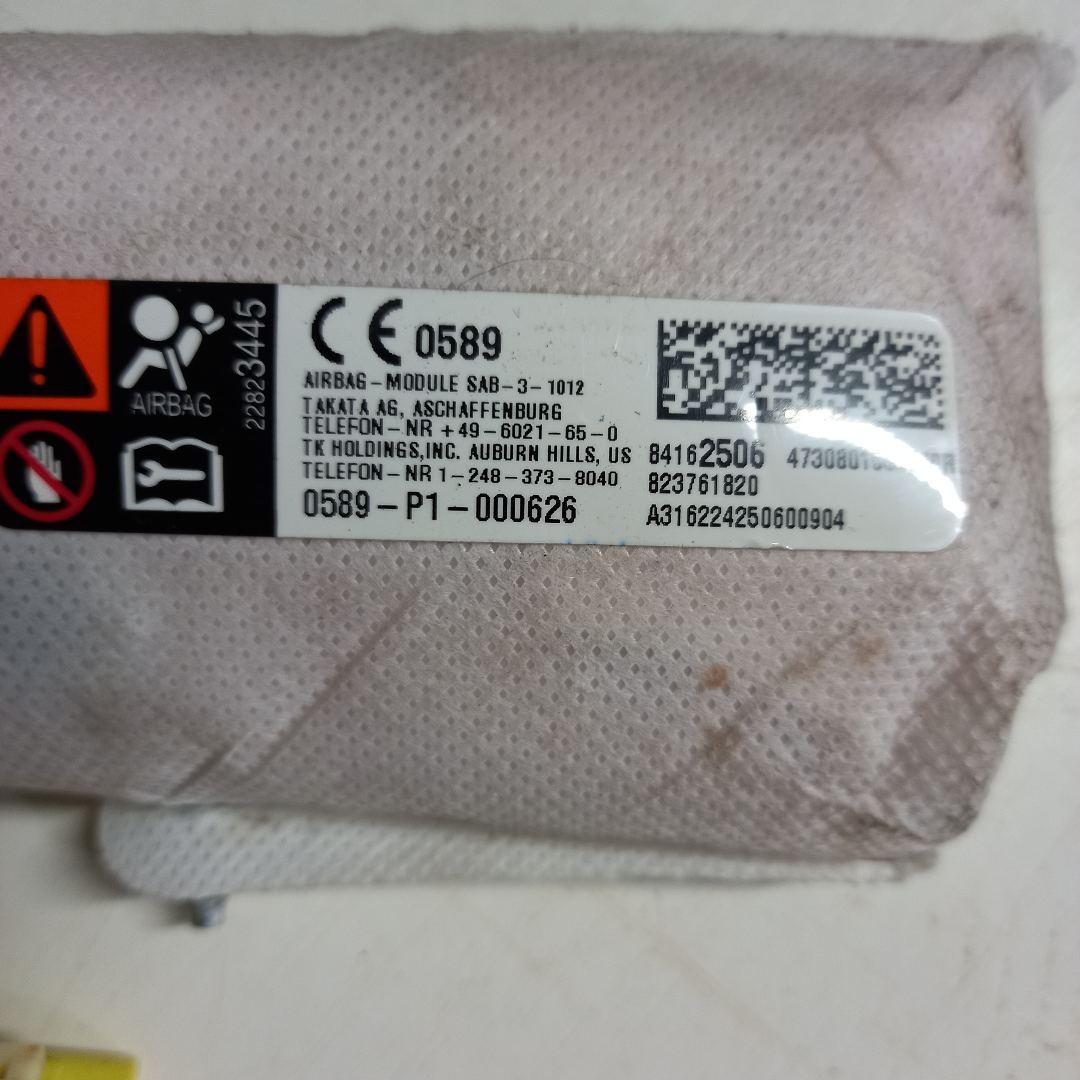 AIRBAG
22823445
CE 0589
AIRBAG-MODULE SAB-3-1012
TAKATA AG, ASCHAFFENBURG
TELEFON-NR +49-6021-65-0
TK HOLDINGS,INC. AUBURN HILLS, US
TELEFON-NR 1-248-373-8040
0589-P1-000626
84162506
823761820
A316224250600904